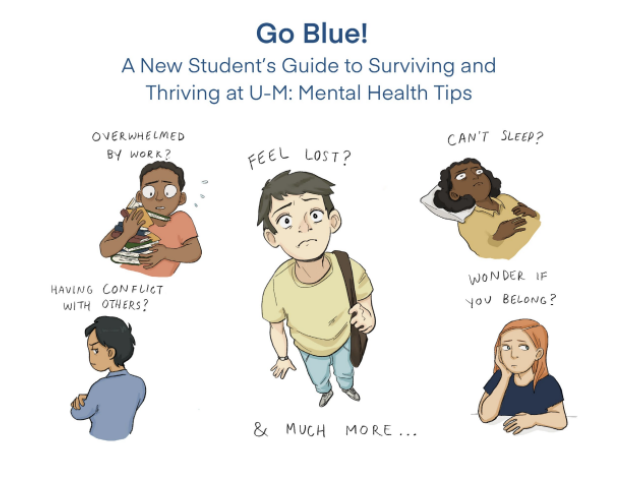 Go Blue!
A New Student's Guide to Surviving and
Thriving at U-M: Mental Health Tips
OVERWHELMED
BY WORK?
FEEL LOST?
CAN'T SLEEP?
HAVING CONFLICT
WITH OTHERS?
WONDER IF
YOU BELONG?
& MUCH MORE...